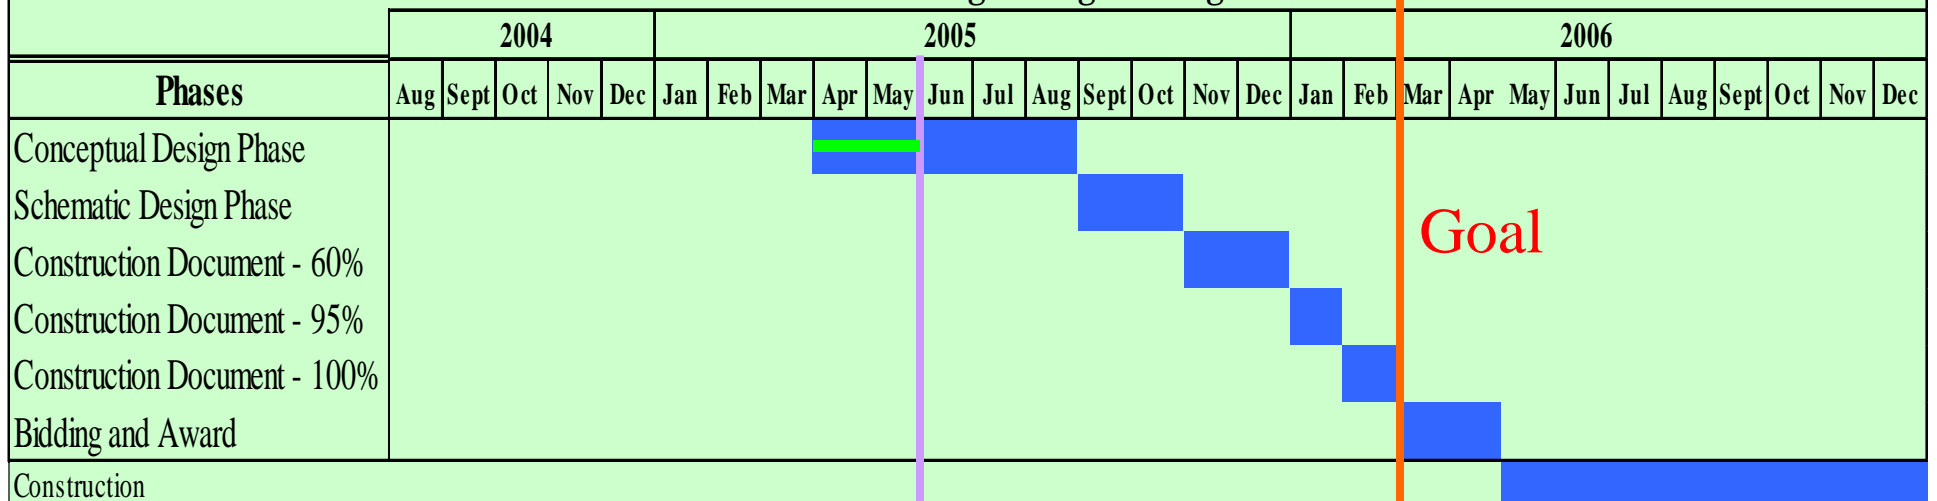 2004 2005 2006
Phases Aug Sept Oct Nov Dec Jan Feb Mar Apr May Jun Jul Aug Sept Oct Nov Dec Jan Feb Mar Apr May Jun Jul Aug Sept Oct Nov Dec
Conceptual Design Phase
Schematic Design Phase
Goal
Construction Document - 60%
Construction Document - 95%
Construction Document - 100%
Bidding and Award
Construction